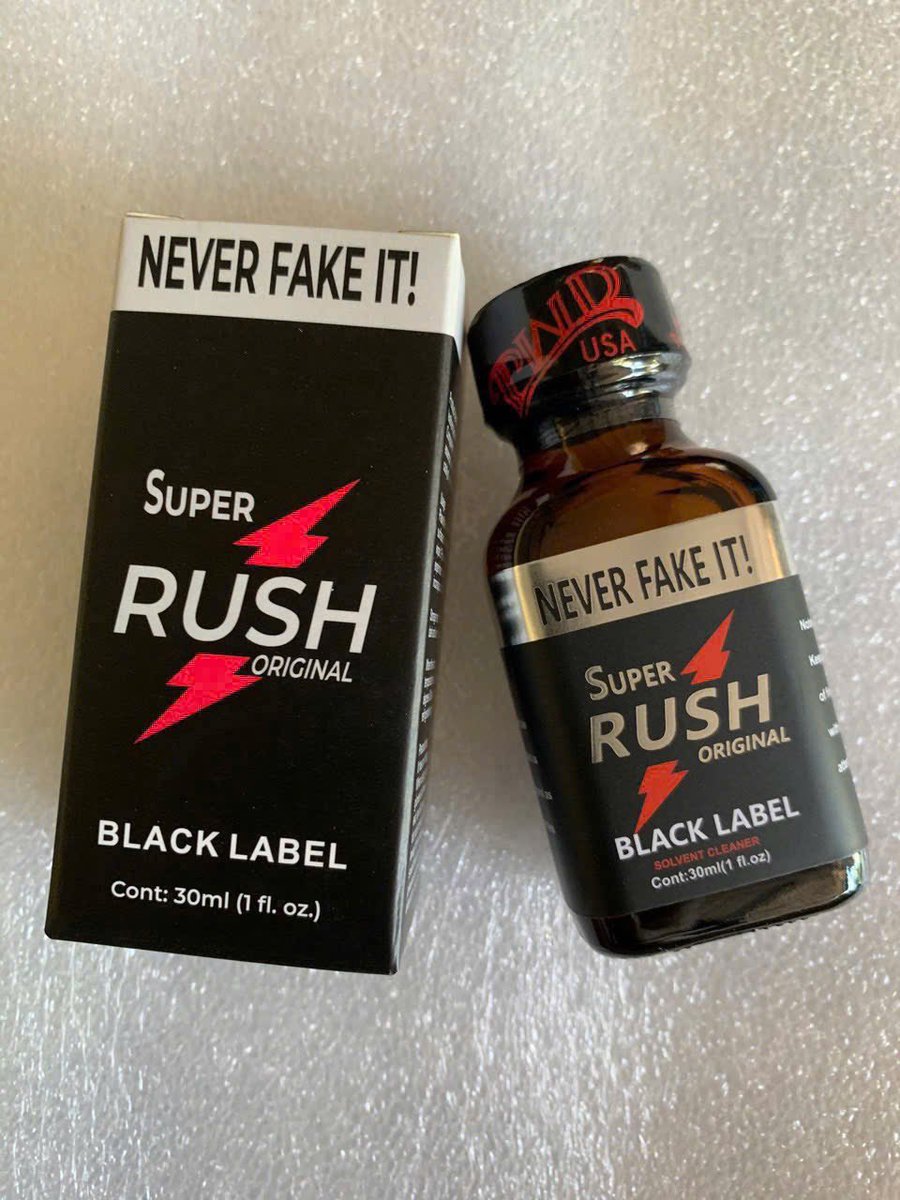 NEVER FAKE IT!
SUPER
RUSH
ORIGINAL
BLACK LABEL
Cont: 30ml (1 fl. oz.)
PWD
USA
NEVER FAKE IT!
SUPER
RUSH
ORIGINAL
BLACK LABEL
SOLVENT CLEANER
Cont:30ml(1 fl.oz)